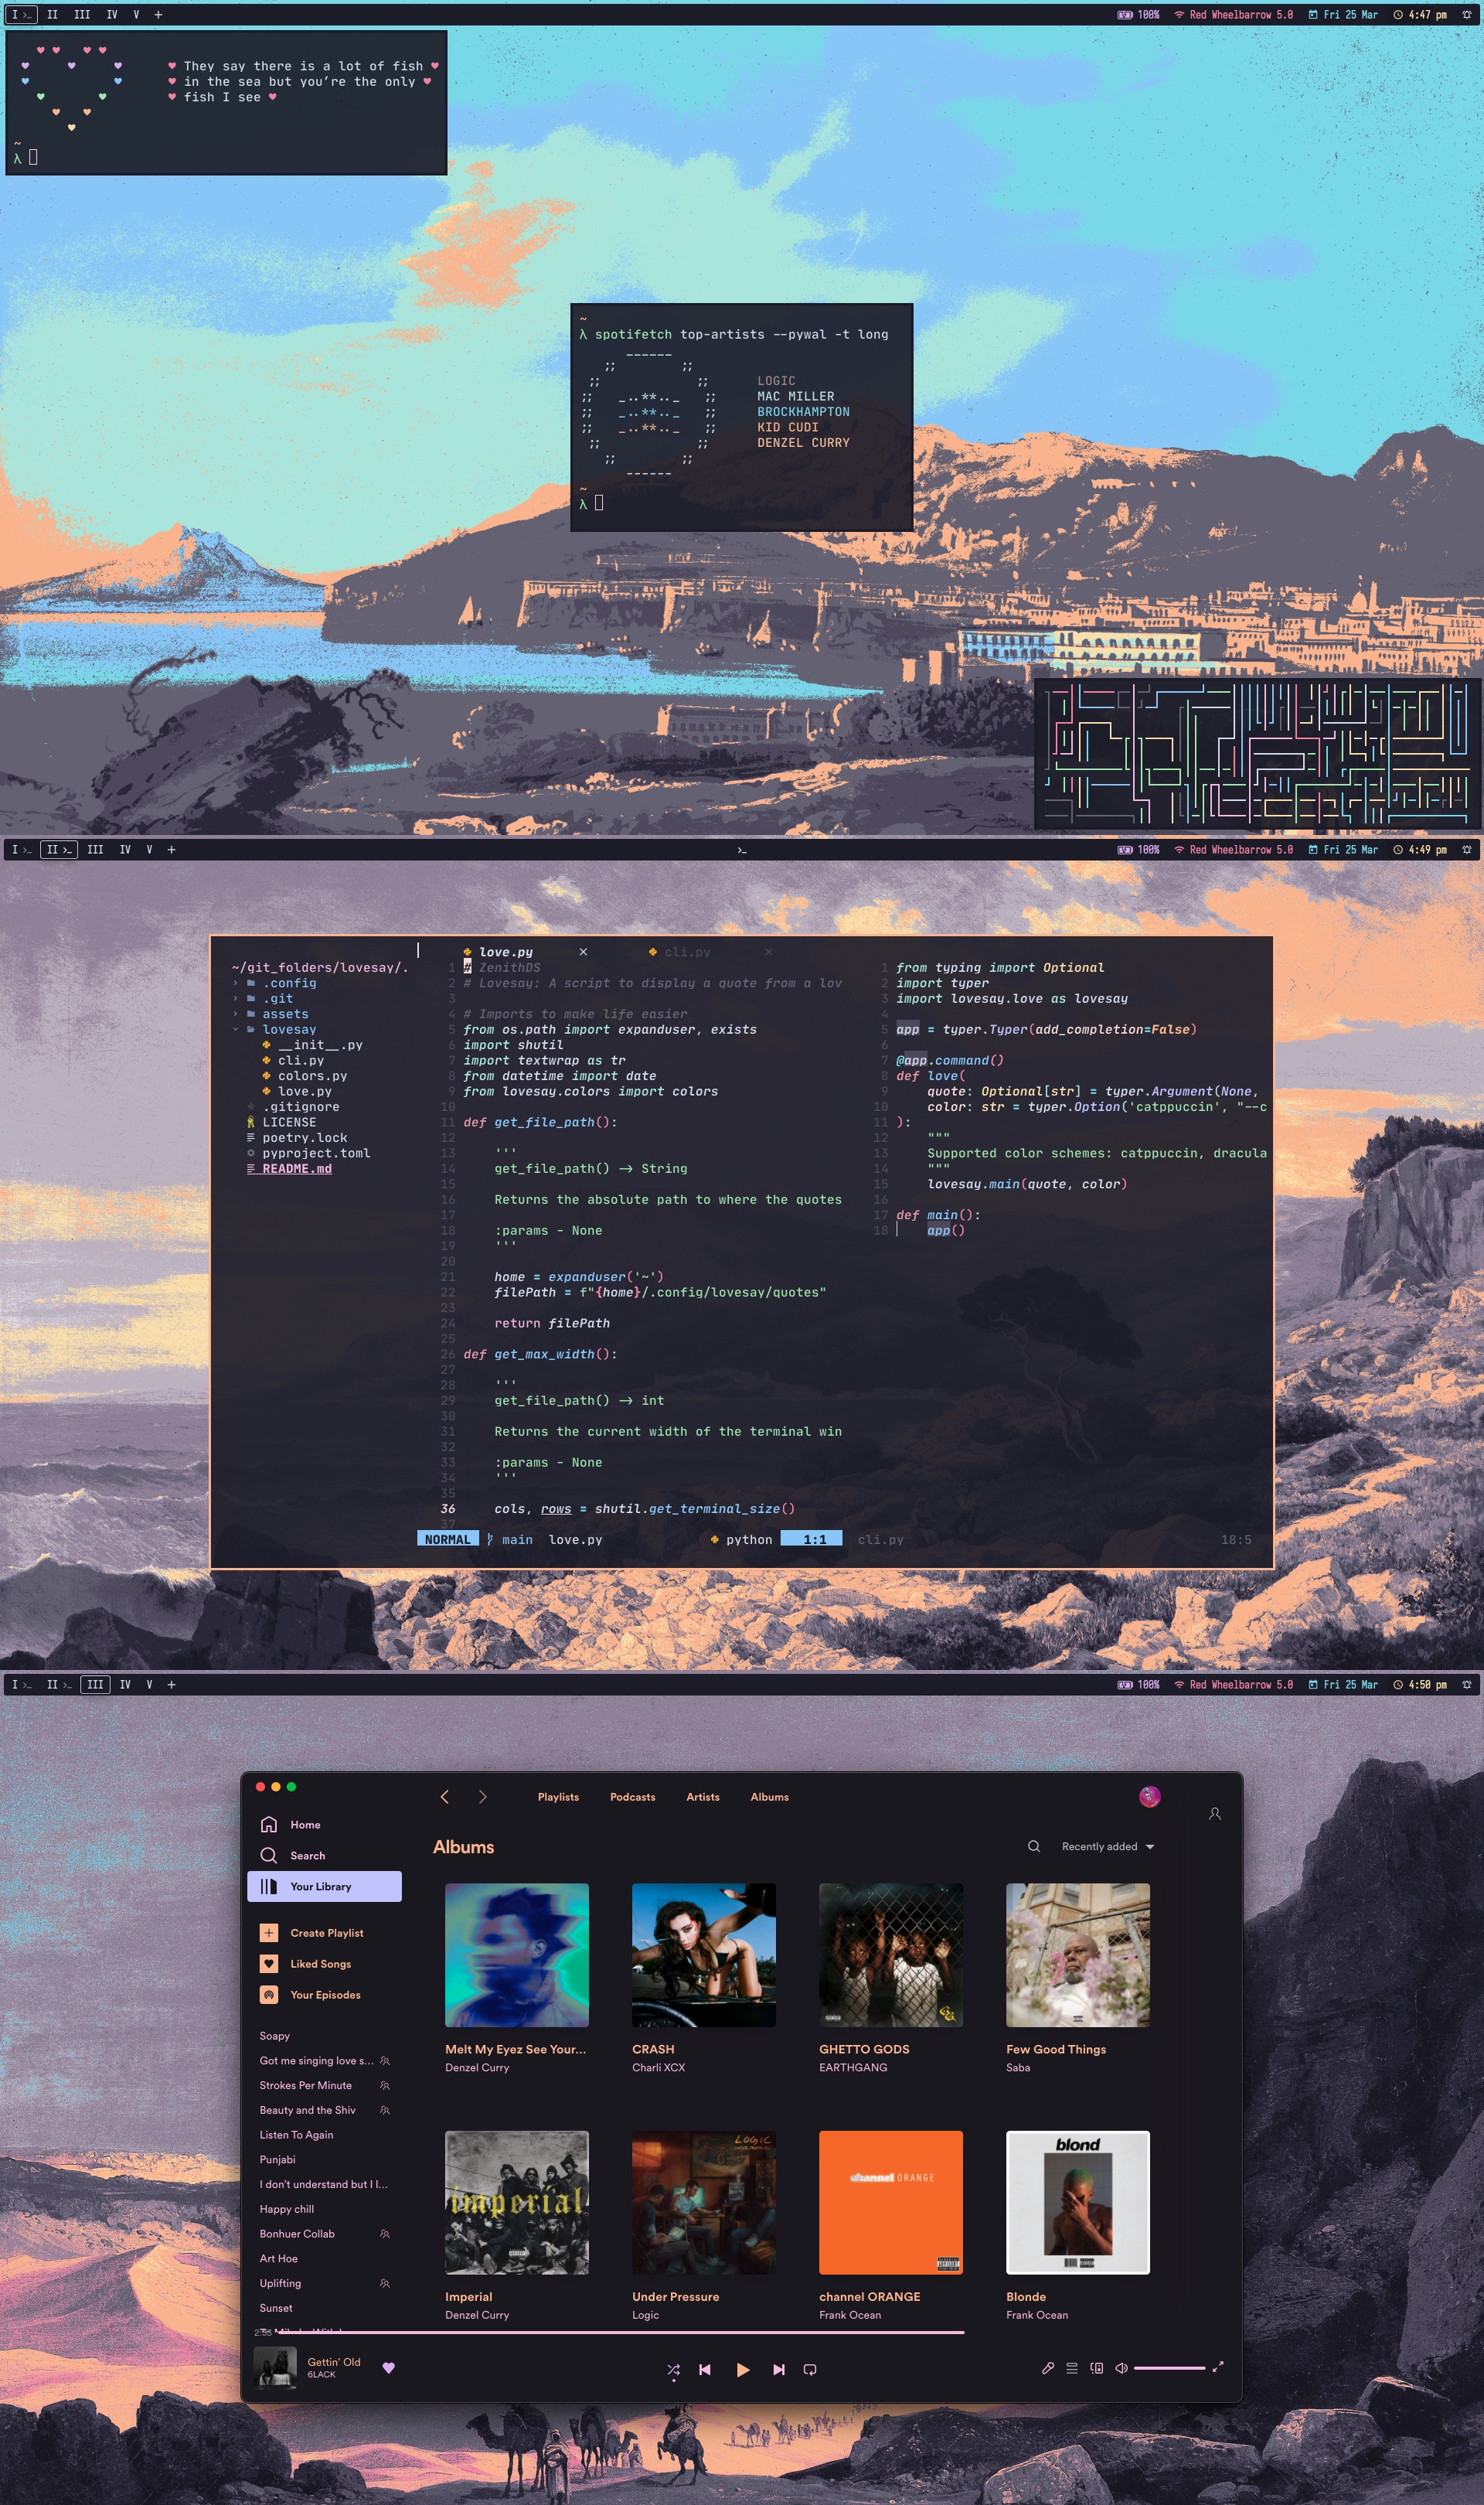 I >_ II III IV V +
100% Red Wheelbarrow 5.0 Fri 25 Mar 4:47 pm
They say there is a lot of fish
in the sea but you’re the only
fish I see
~
λ
~
λ spotifetch top-artists --pywal -t long
LOGIC
MAC MILLER
BROCKHAMPTON
KID CUDI
DENZEL CURRY
~
λ
I >_ II >_ III IV V +
>_
100% Red Wheelbarrow 5.0 Fri 25 Mar 4:49 pm
~/git_folders/lovesay/.
.config
.git
assets
lovesay
__init__.py
cli.py
colors.py
love.py
.gitignore
LICENSE
poetry.lock
pyproject.toml
README.md
love.py × cli.py ×
1 # ZenithDS
2 # Lovesay: A script to display a quote from a lov
3
4 # Imports to make life easier
5 from os.path import expanduser, exists
6 import shutil
7 import textwrap as tr
8 from datetime import date
9 from lovesay.colors import colors
10
11 def get_file_path():
12
13 '''
14 get_file_path() -> String
15
16 Returns the absolute path to where the quotes
17
18 :params - None
19 '''
20
21 home = expanduser('~')
22 filePath = f"{home}/.config/lovesay/quotes"
23
24 return filePath
25
26 def get_max_width():
27
28 '''
29 get_file_path() -> int
30
31 Returns the current width of the terminal win
32
33 :params - None
34 '''
35
36 cols, rows = shutil.get_terminal_size()
37
1 from typing import Optional
2 import typer
3 import lovesay.love as lovesay
4
5 app = typer.Typer(add_completion=False)
6
7 @app.command()
8 def love(
9 quote: Optional[str] = typer.Argument(None,
10 color: str = typer.Option('catppuccin', "--c
11 ):
12 """
13 Supported color schemes: catppuccin, dracula
14 """
15 lovesay.main(quote, color)
16
17 def main():
18 app()
NORMAL main love.py python 1:1 cli.py 18:5
I >_ II >_ III IV V +
100% Red Wheelbarrow 5.0 Fri 25 Mar 4:50 pm
Playlists Podcasts Artists Albums
Home
Search
Your Library
Create Playlist
Liked Songs
Your Episodes
Soapy
Got me singing love s...
Strokes Per Minute
Beauty and the Shiv
Listen To Again
Punjabi
I don't understand but I l...
Happy chill
Bonhuer Collab
Art Hoe
Uplifting
Sunset
Albums
Recently added
Melt My Eyez See Your...
Denzel Curry
CRASH
Charli XCX
GHETTO GODS
EARTHGANG
Few Good Things
Saba
imperial
LOGIC
channel ORANGE
blond
Imperial
Denzel Curry
Under Pressure
Logic
channel ORANGE
Frank Ocean
Blonde
Frank Ocean
Gettin' Old
6LACK